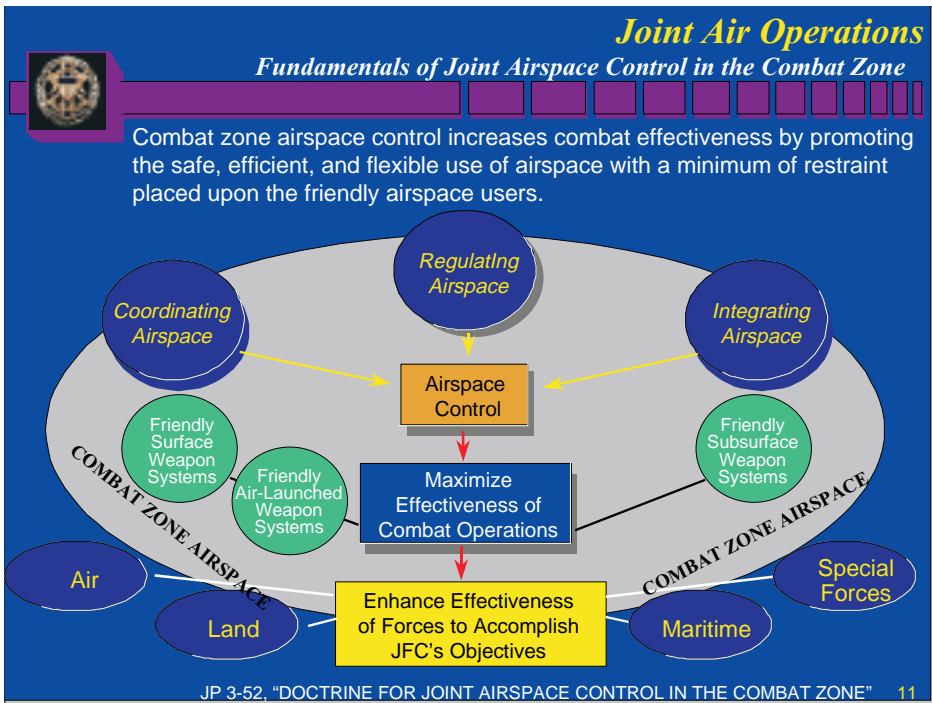 Joint Air Operations
Fundamentals of Joint Airspace Control in the Combat Zone
Combat zone airspace control increases combat effectiveness by promoting
the safe, efficient, and flexible use of airspace with a minimum of restraint
placed upon the friendly airspace users.
RegulatIng
Airspace
Coordinating
Airspace
Integrating
Airspace
Airspace
Control
Friendly
Surface
Weapon
Systems
Friendly
Air-Launched
Weapon
Systems
Friendly
Subsurface
Weapon
Systems
Maximize
Effectiveness of
Combat Operations
COMBAT ZONE AIRSPACE
COMBAT ZONE AIRSPACE
Air
Land
Enhance Effectiveness
of Forces to Accomplish
JFC's Objectives
Maritime
Special
Forces
JP 3-52, "DOCTRINE FOR JOINT AIRSPACE CONTROL IN THE COMBAT ZONE" 11